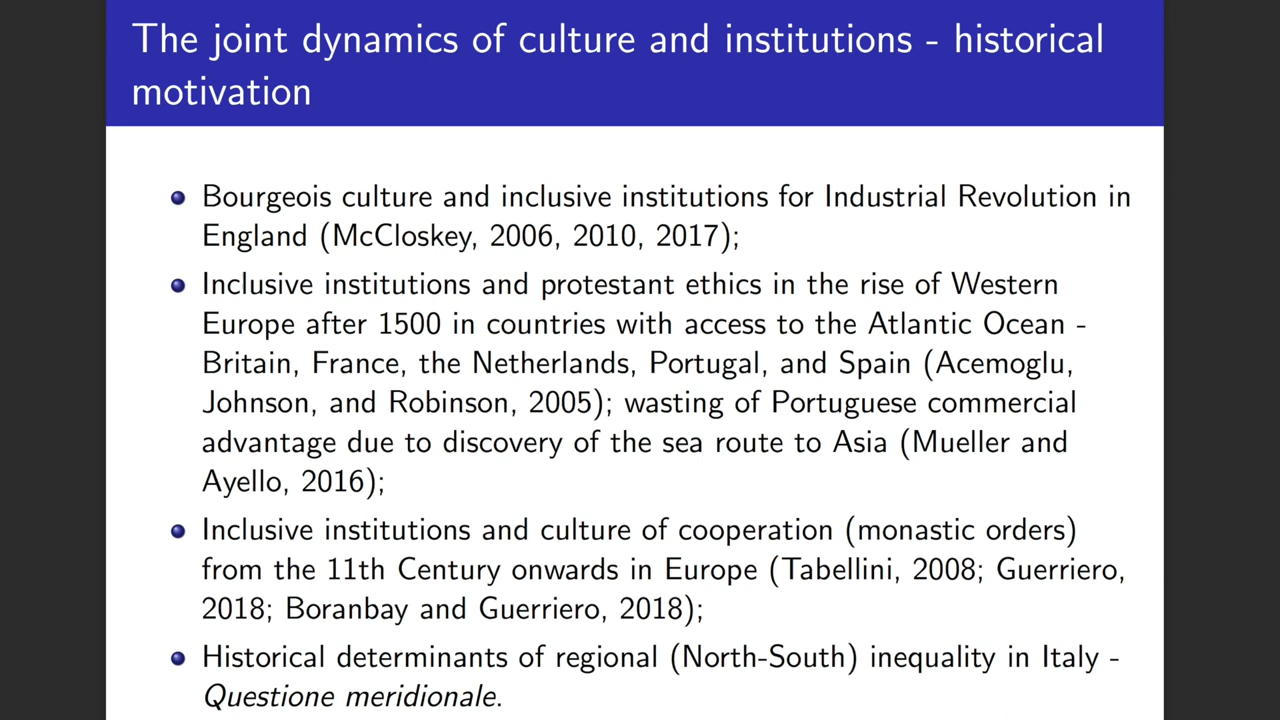 The joint dynamics of culture and institutions - historical
motivation
Bourgeois culture and inclusive institutions for Industrial Revolution in
England (McCloskey, 2006, 2010, 2017);
Inclusive institutions and protestant ethics in the rise of Western
Europe after 1500 in countries with access to the Atlantic Ocean -
Britain, France, the Netherlands, Portugal, and Spain (Acemoglu,
Johnson, and Robinson, 2005); wasting of Portuguese commercial
advantage due to discovery of the sea route to Asia (Mueller and
Ayello, 2016);
Inclusive institutions and culture of cooperation (monastic orders)
from the 11th Century onwards in Europe (Tabellini, 2008; Guerriero,
2018; Boranbay and Guerriero, 2018);
Historical determinants of regional (North-South) inequality in Italy -
Questione meridionale.